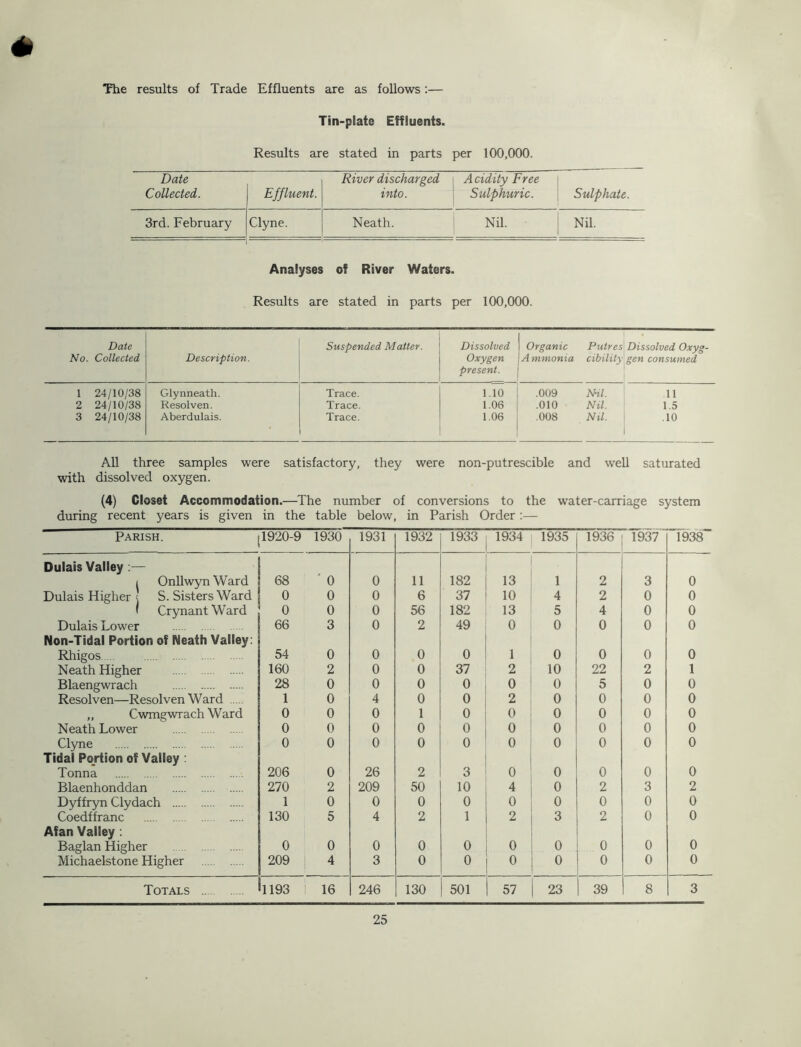 The results of Trade Effluents are as follows :—
Tin-plate Effluents.
Results are stated in parts per 100,000.
Date Collected. Effluent. River discharged into. Acidity Free Sulphuric. Sulphate.
3rd. February Clyne. Neath. Nil. Nil.
Analyses of River Waters.
Results are stated in parts per 100,000.
No. Date Collected Description. Suspended Matter. Dissolved Oxygen present. Organic Ammonia Putrescibility Dissolved Oxygen consumed
1 24/10/38 Glynneath. Trace. 1.10 .009 Nil. .11
2 24/10/38 Resolven. Trace. 1.06 .010 Nil. 1.5
3 24/10/38 Aberdulais. Trace. 1.06 .008 Nil. .10
All three samples were satisfactory, they were non-putrescible and well saturated
with dissolved oxygen.
(4) Closet Accommodation.—The number of conversions to the water-carriage system
during recent years is given in the table below, in Parish Order :—
Parish. 1920-9 1930 1931 1932 1933 1934 1935 1936 1937 1938
Dulais Valley :—
Onllwyn Ward 68 0 0 11 182 13 1 2 3 0
Dulais Higher S. Sisters Ward 0 0 0 6 37 10 4 2 0 0
Crynant Ward 0 0 0 56 182 13 5 4 0 0
Dulais Lower 66 3 0 2 49 0 0 0 0 0
Non-Tidal Portion of Neath Valley:
Rhigos 54 0 0 0 0 1 0 0 0 0
Neath Higher 160 2 0 0 37 2 10 22 2 1
Blaengwrach 28 0 0 0 0 0 0 5 0 0
Resolven—Resolven Ward 1 0 4 0 0 2 0 0 0 0
„ Cwmgwrach Ward 0 0 0 1 0 0 0 0 0 0
Neath Lower 0 0 0 0 0 0 0 0 0 0
Clyne 0 0 0 0 0 0 0 0 0 0
Tidal Portion of Valley :
Tonna 206 0 26 2 3 0 0 0 0 0
Blaenhonddan 270 2 209 50 10 4 0 2 3 2
Dyffryn Clydach 1 0 0 0 0 0 0 0 0 0
Coedffranc 130 5 4 2 1 2 3 2 0 0
Afan Valley :
Baglan Higher 0 0 0 0 0 0 0 0 0 0
Michaelstone Higher 209 4 3 0 0 0 0 0 0 0
Totals 1193 16 246 130 501 57 23 39 8 3
25